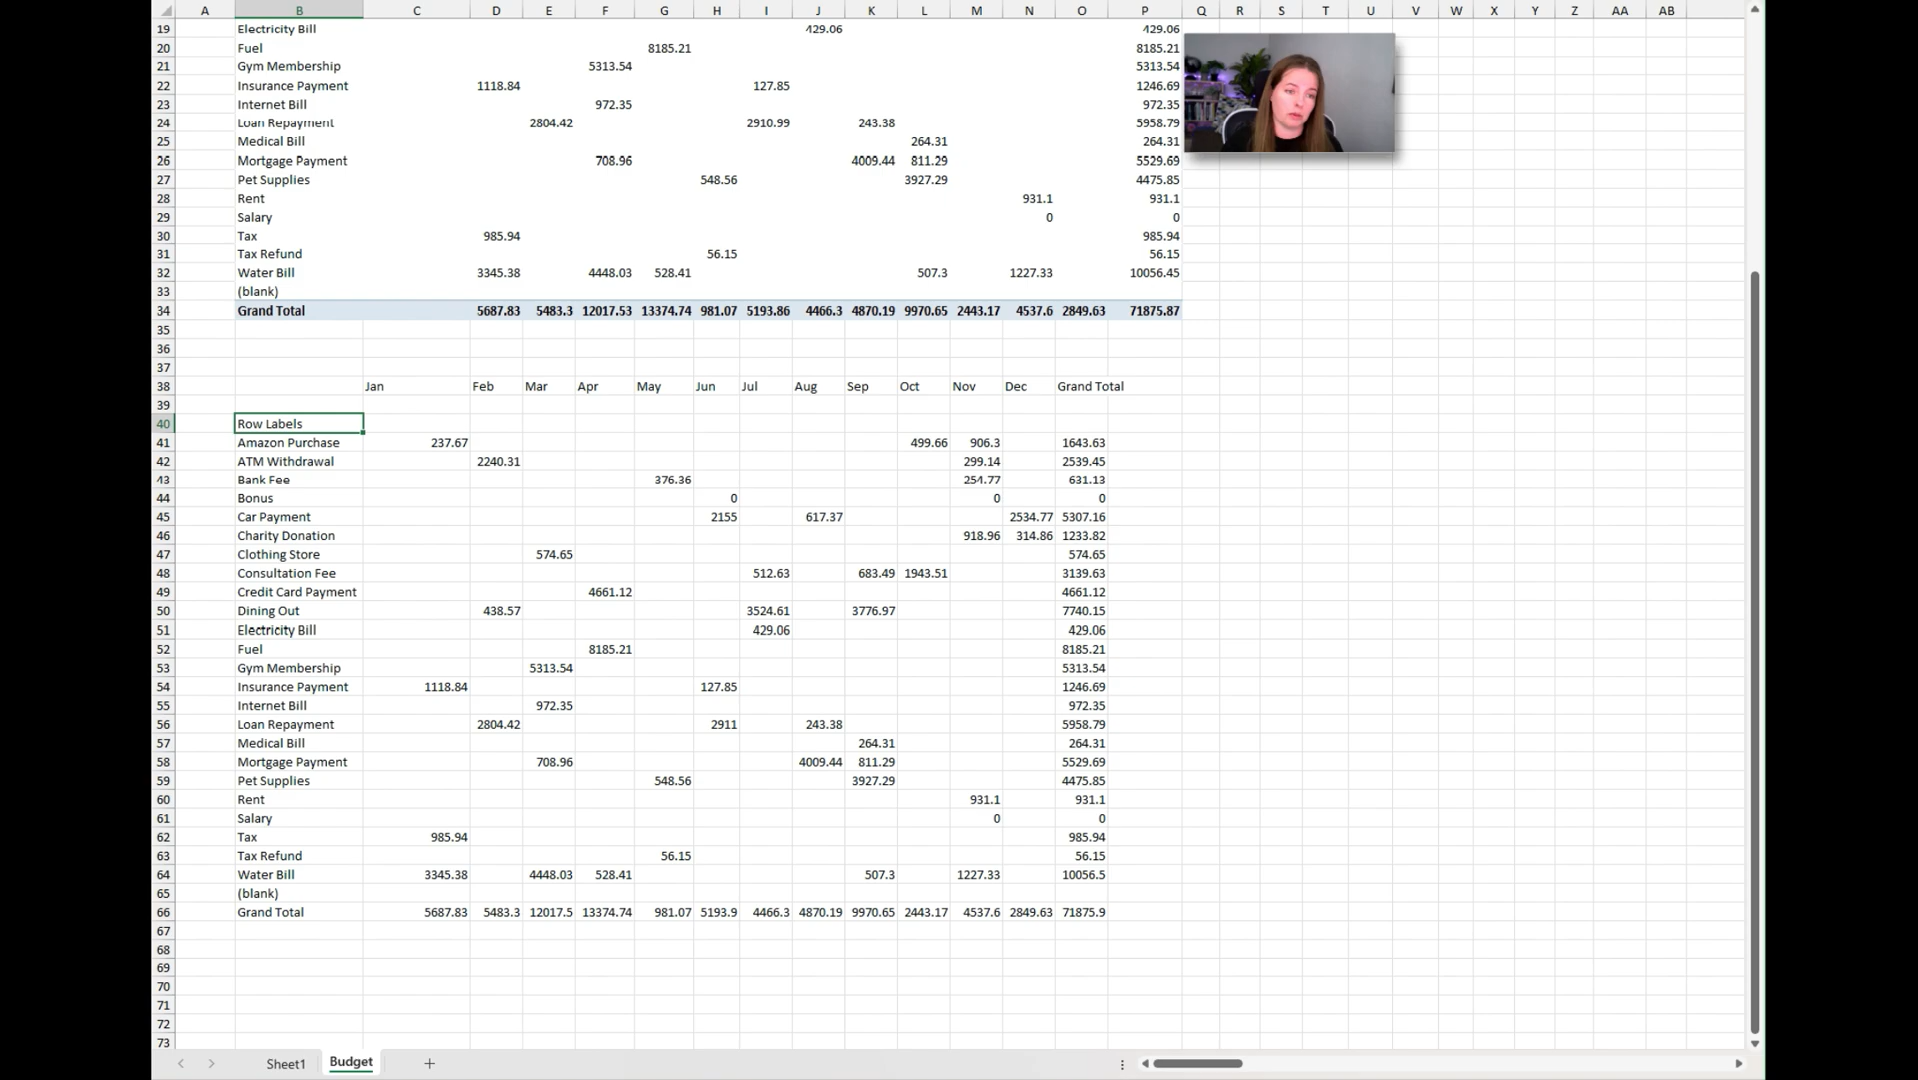 A B C D E F G H I J K L M N O P Q R S T U V W X Y Z AA AB
19 Electricity Bill 429.06 429.06
20 Fuel 8185.21 8185.21
21 Gym Membership 5313.54 5313.54
22 Insurance Payment 1118.84 127.85 1246.69
23 Internet Bill 972.35 972.35
24 Loan Repayment 2804.42 2910.99 243.38 5958.79
25 Medical Bill 264.31 264.31
26 Mortgage Payment 708.96 4009.44 811.29 5529.69
27 Pet Supplies 548.56 3927.29 4475.85
28 Rent 931.1 931.1
29 Salary 0 0
30 Tax 985.94 985.94
31 Tax Refund 56.15 56.15
32 Water Bill 3345.38 4448.03 528.41 507.3 1227.33 10056.45
33 (blank)
34 Grand Total 5687.83 5483.3 12017.53 13374.74 981.07 5193.86 4466.3 4870.19 9970.65 2443.17 4537.6 2849.63 71875.87
35
36
37
38 Jan Feb Mar Apr May Jun Jul Aug Sep Oct Nov Dec Grand Total
39
40 Row Labels
41 Amazon Purchase 237.67 499.66 906.3 1643.63
42 ATM Withdrawal 2240.31 299.14 2539.45
43 Bank Fee 376.36 254.77 631.13
44 Bonus 0 0 0
45 Car Payment 2155 617.37 2534.77 5307.16
46 Charity Donation 918.96 314.86 1233.82
47 Clothing Store 574.65 574.65
48 Consultation Fee 512.63 683.49 1943.51 3139.63
49 Credit Card Payment 4661.12 4661.12
50 Dining Out 438.57 3524.61 3776.97 7740.15
51 Electricity Bill 429.06 429.06
52 Fuel 8185.21 8185.21
53 Gym Membership 5313.54 5313.54
54 Insurance Payment 1118.84 127.85 1246.69
55 Internet Bill 972.35 972.35
56 Loan Repayment 2804.42 2911 243.38 5958.79
57 Medical Bill 264.31 264.31
58 Mortgage Payment 708.96 4009.44 811.29 5529.69
59 Pet Supplies 548.56 3927.29 4475.85
60 Rent 931.1 931.1
61 Salary 0 0
62 Tax 985.94 985.94
63 Tax Refund 56.15 56.15
64 Water Bill 3345.38 4448.03 528.41 507.3 1227.33 10056.5
65 (blank)
66 Grand Total 5687.83 5483.3 12017.5 13374.74 981.07 5193.9 4466.3 4870.19 9970.65 2443.17 4537.6 2849.63 71875.9
67
68
69
70
71
72
73
Sheet1 Budget